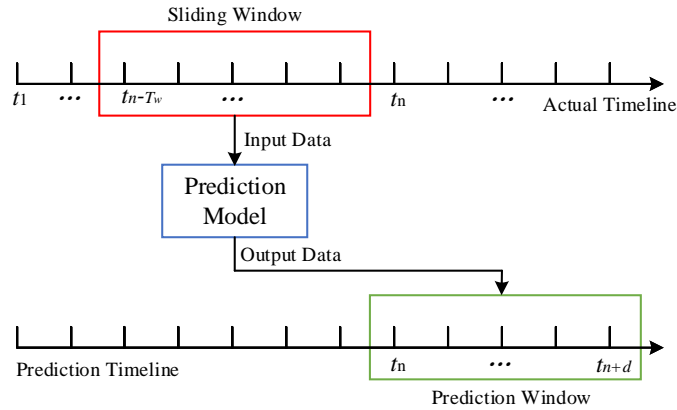 Sliding Window
t1 ... tn-Tw ... tn ...
Actual Timeline
Input Data
Prediction
Model
Output Data
tn ... tn+d
Prediction Timeline
Prediction Window